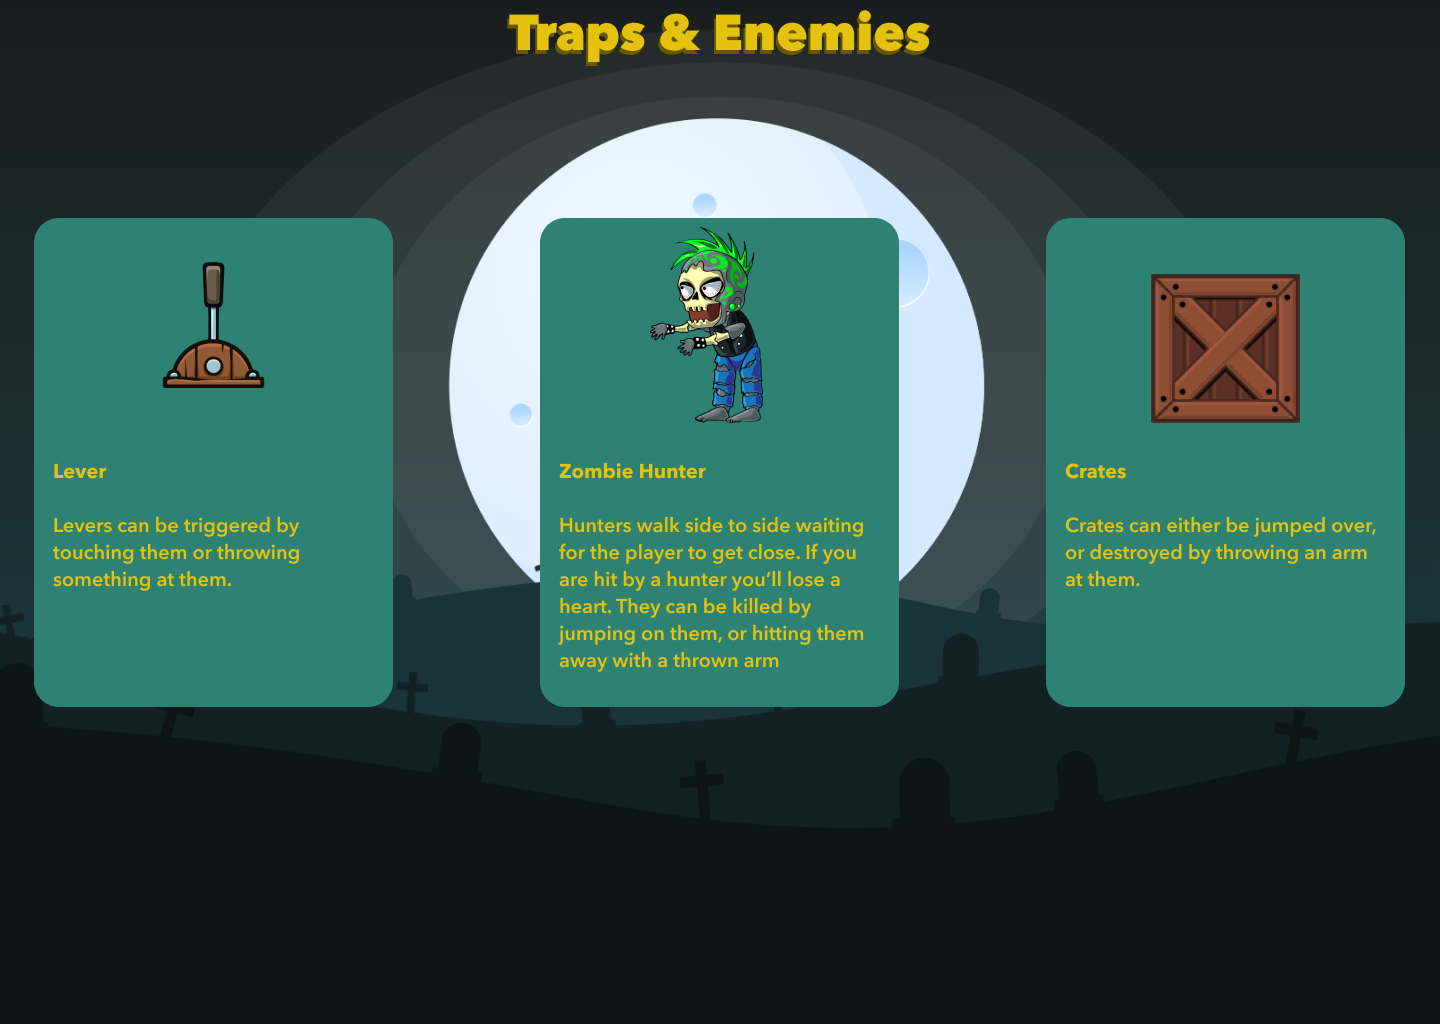 Traps & Enemies
Lever
Levers can be triggered by
touching them or throwing
something at them.
Zombie Hunter
Hunters walk side to side waiting
for the player to get close. If you
are hit by a hunter you’ll lose a
heart. They can be killed by
jumping on them, or hitting them
away with a thrown arm
Crates
Crates can either be jumped over,
or destroyed by throwing an arm
at them.